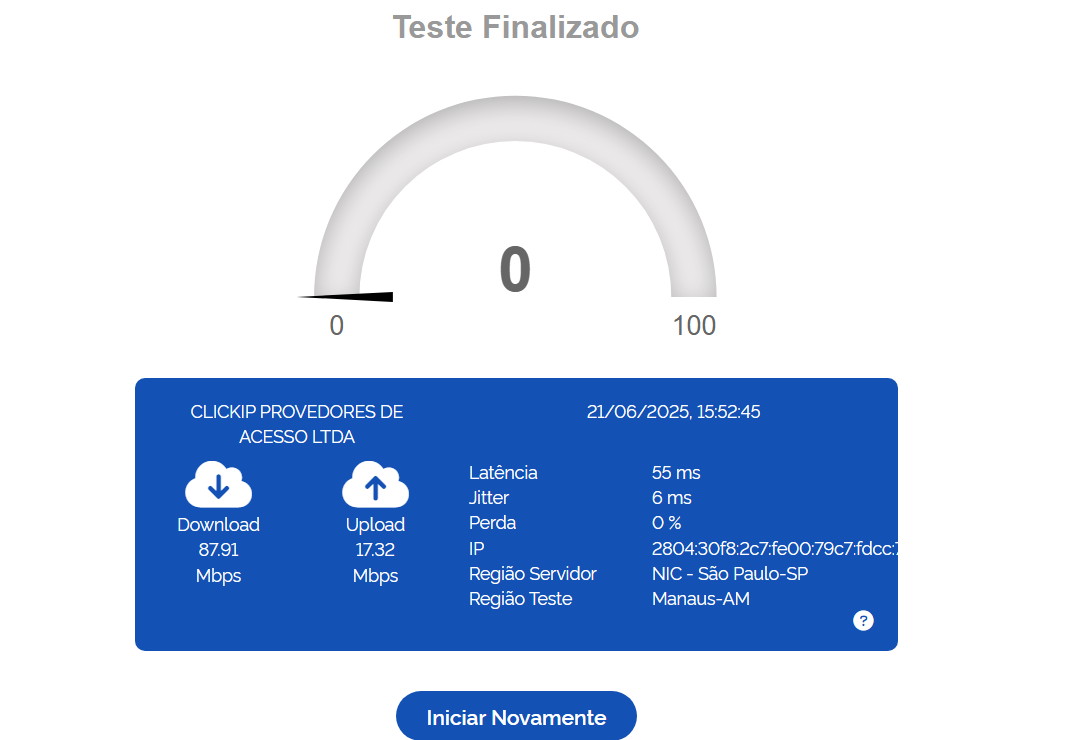 Teste Finalizado
0
0
100
CLICKIP PROVEDORES DE
ACESSO LTDA
21/06/2025, 15:52:45
Download
87.91
Mbps
Upload
17.32
Mbps
Latência 55 ms
Jitter 6 ms
Perda 0 %
IP 2804:30f8:2c7:fe00:79c7:fdcc:
Região Servidor NIC - São Paulo-SP
Região Teste Manaus-AM
?
Iniciar Novamente